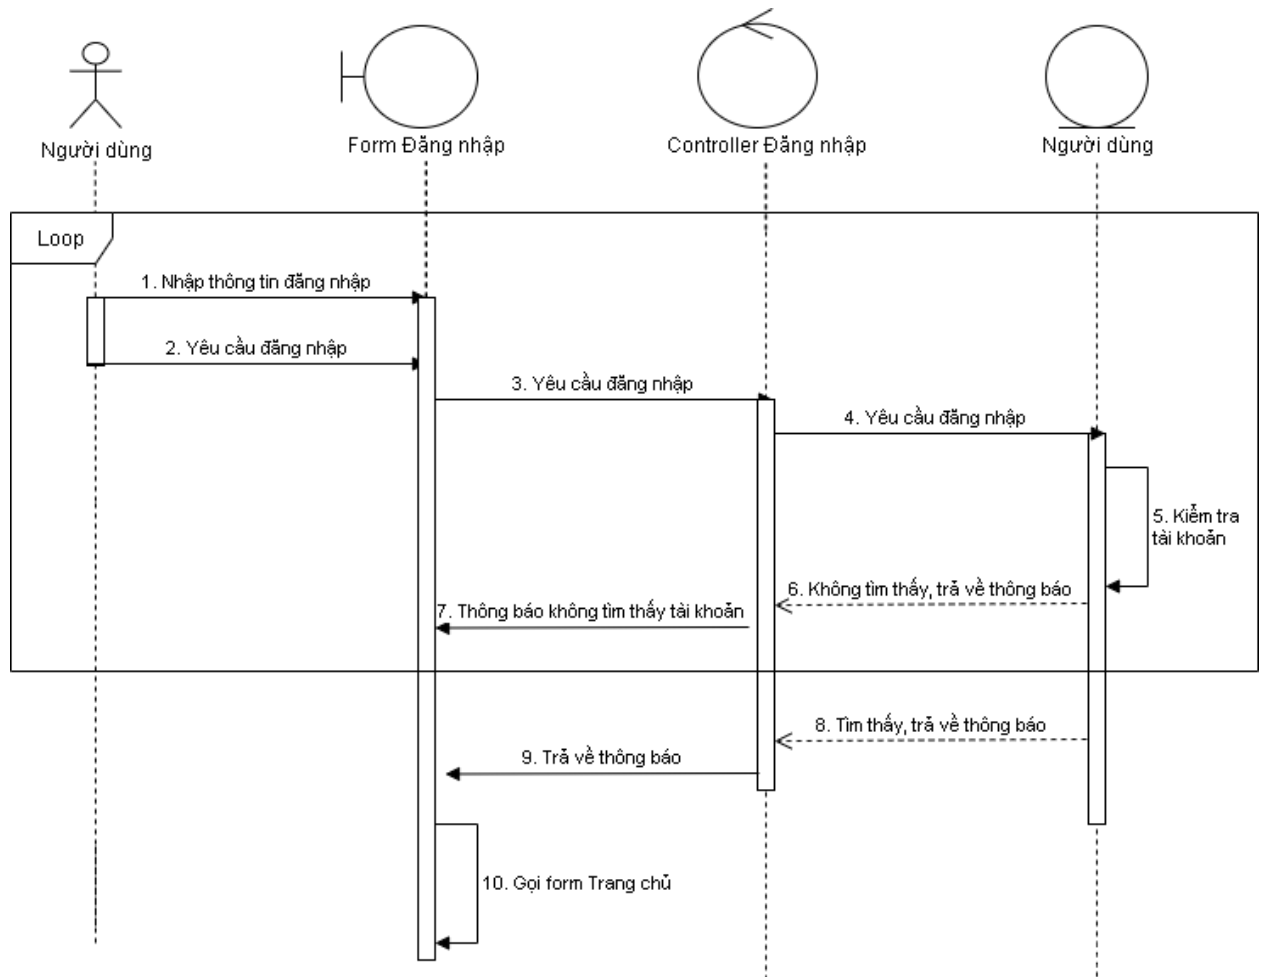 Người dùng
Form Đăng nhập
Controller Đăng nhập
Người dùng
Loop
1. Nhập thông tin đăng nhập
2. Yêu cầu đăng nhập
3. Yêu cầu đăng nhập
4. Yêu cầu đăng nhập
5. Kiểm tra
tài khoản
6. Không tìm thấy, trả về thông báo
7. Thông báo không tìm thấy tài khoản
8. Tìm thấy, trả về thông báo
9. Trả về thông báo
10. Gọi form Trang chủ